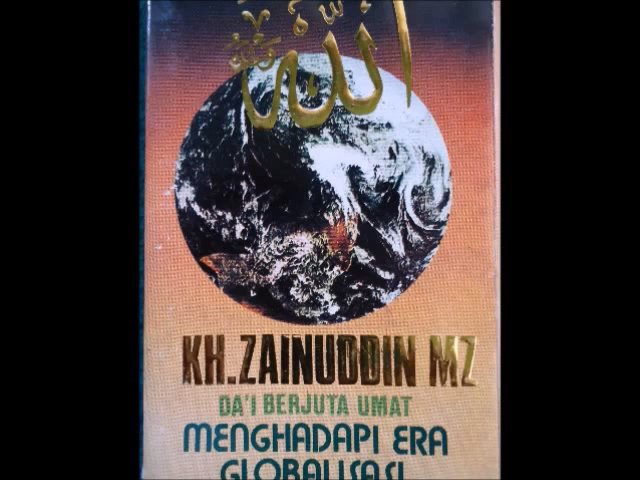 الله
KH.ZAINUDDIN MZ
DA'I BERJUTA UMAT
MENGHADAPI ERA
GLOBALISASI